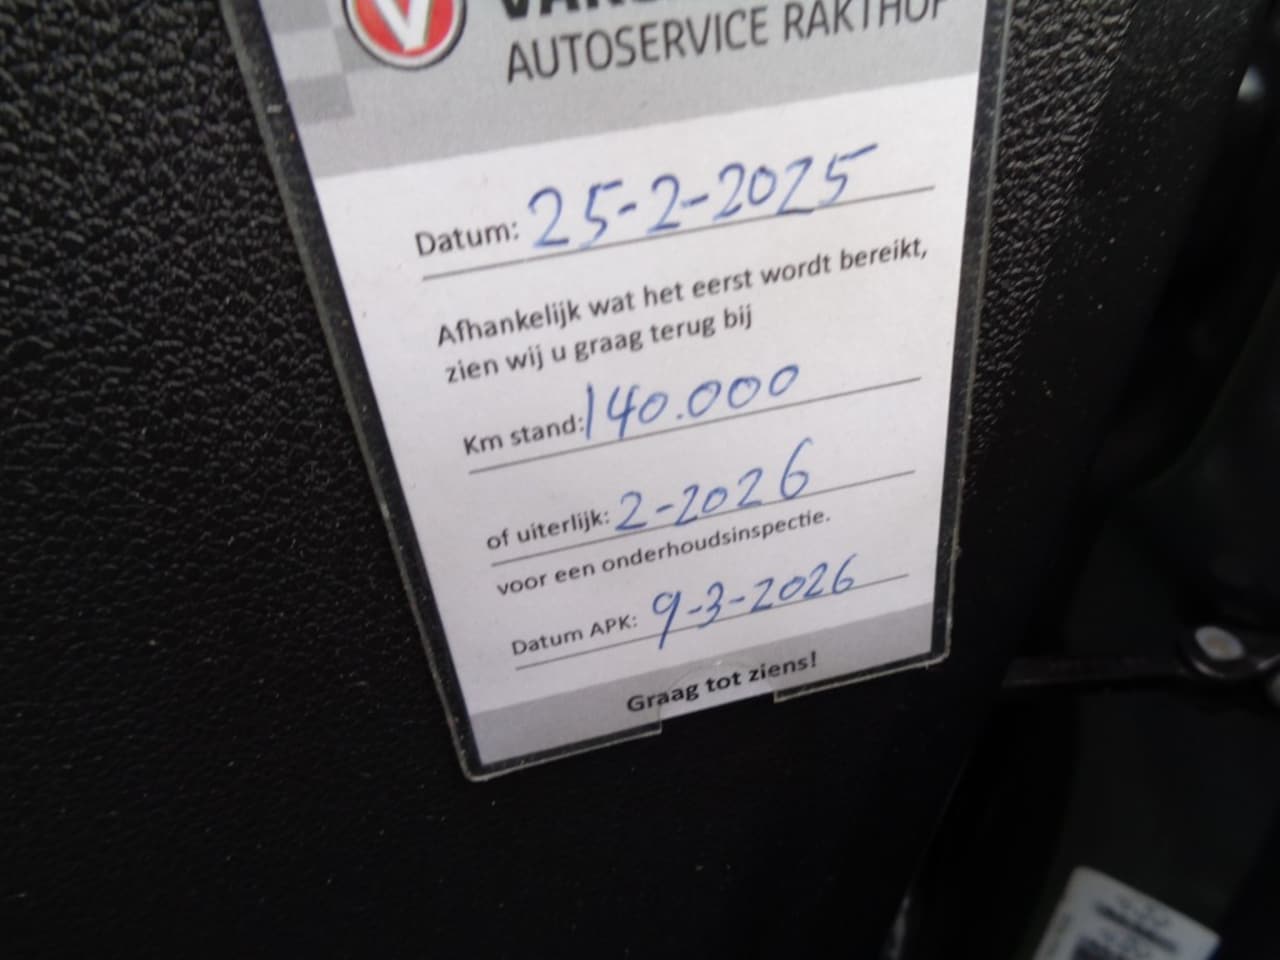 V
AUTOSERVICE RAKTHOF
Datum: 25-2-2025
Afhankelijk wat het eerst wordt bereikt,
zien wij u graag terug bij
Km stand: 140.000
of uiterlijk: 2-2026
voor een onderhoudsinspectie.
Datum APK: 9-3-2026
Graag tot ziens!